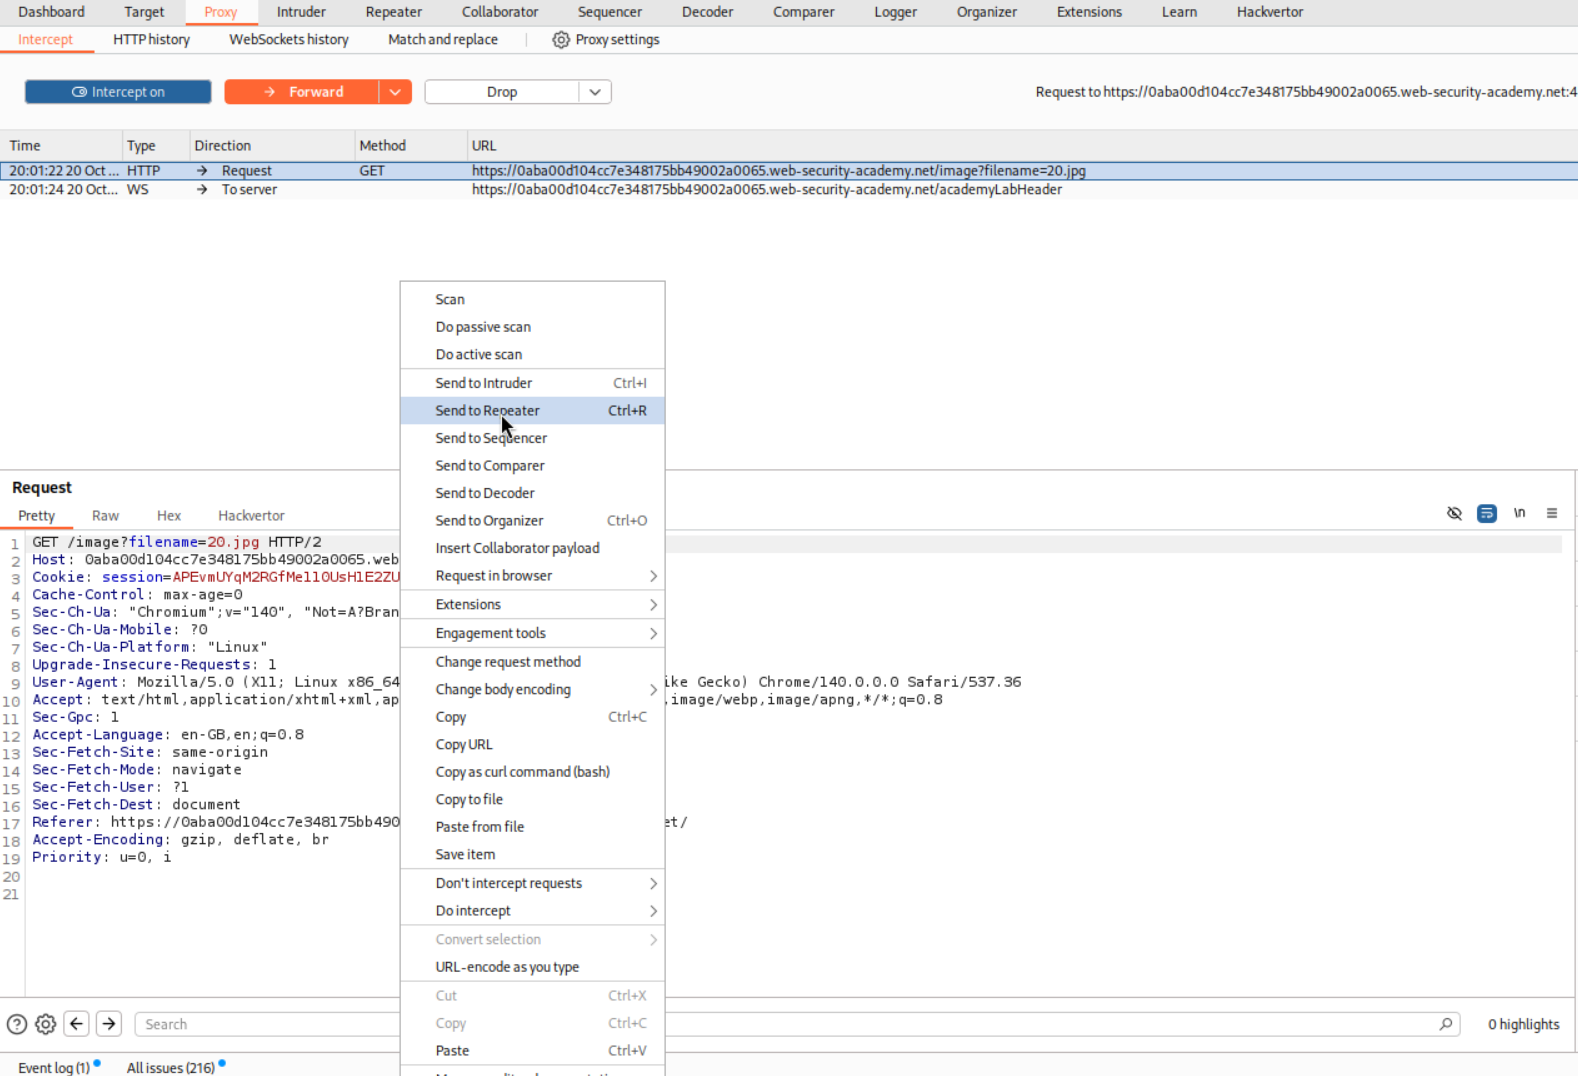 Dashboard Target Proxy Intruder Repeater Collaborator Sequencer Decoder Comparer Logger Organizer Extensions Learn Hackvertor
Intercept HTTP history WebSockets history Match and replace Proxy settings
Intercept on Forward Drop Request to https://0aba00d104cc7e348175bb49002a0065.web-security-academy.net:4
Time Type Direction Method URL
20:01:22 20 Oct ... HTTP → Request GET https://0aba00d104cc7e348175bb49002a0065.web-security-academy.net/image?filename=20.jpg
20:01:24 20 Oct... WS → To server https://0aba00d104cc7e348175bb49002a0065.web-security-academy.net/academyLabHeader
Scan
Do passive scan
Do active scan
Send to Intruder Ctrl+I
Send to Repeater Ctrl+R
Send to Sequencer
Send to Comparer
Send to Decoder
Send to Organizer Ctrl+O
Insert Collaborator payload
Request in browser
Extensions
Engagement tools
Change request method
Change body encoding
Copy Ctrl+C
Copy URL
Copy as curl command (bash)
Copy to file
Paste from file
Save item
Don't intercept requests
Do intercept
Convert selection
URL-encode as you type
Cut Ctrl+X
Copy Ctrl+C
Paste Ctrl+V
Request
Pretty Raw Hex Hackvertor \n
1 GET /image?filename=20.jpg HTTP/2
2 Host: 0aba00d104cc7e348175bb49002a0065.web
3 Cookie: session=APEvmUYqM2RGfMe1l0UsH1E2ZU
4 Cache-Control: max-age=0
5 Sec-Ch-Ua: "Chromium";v="140", "Not=A?Bran
6 Sec-Ch-Ua-Mobile: ?0
7 Sec-Ch-Ua-Platform: "Linux"
8 Upgrade-Insecure-Requests: 1
9 User-Agent: Mozilla/5.0 (X11; Linux x86_64 ike Gecko) Chrome/140.0.0.0 Safari/537.36
10 Accept: text/html,application/xhtml+xml,ap ,image/webp,image/apng,*/*;q=0.8
11 Sec-Gpc: 1
12 Accept-Language: en-GB,en;q=0.8
13 Sec-Fetch-Site: same-origin
14 Sec-Fetch-Mode: navigate
15 Sec-Fetch-User: ?1
16 Sec-Fetch-Dest: document
17 Referer: https://0aba00d104cc7e348175bb490 et/
18 Accept-Encoding: gzip, deflate, br
19 Priority: u=0, i
20
21
Search 0 highlights
Event log (1) All issues (216)